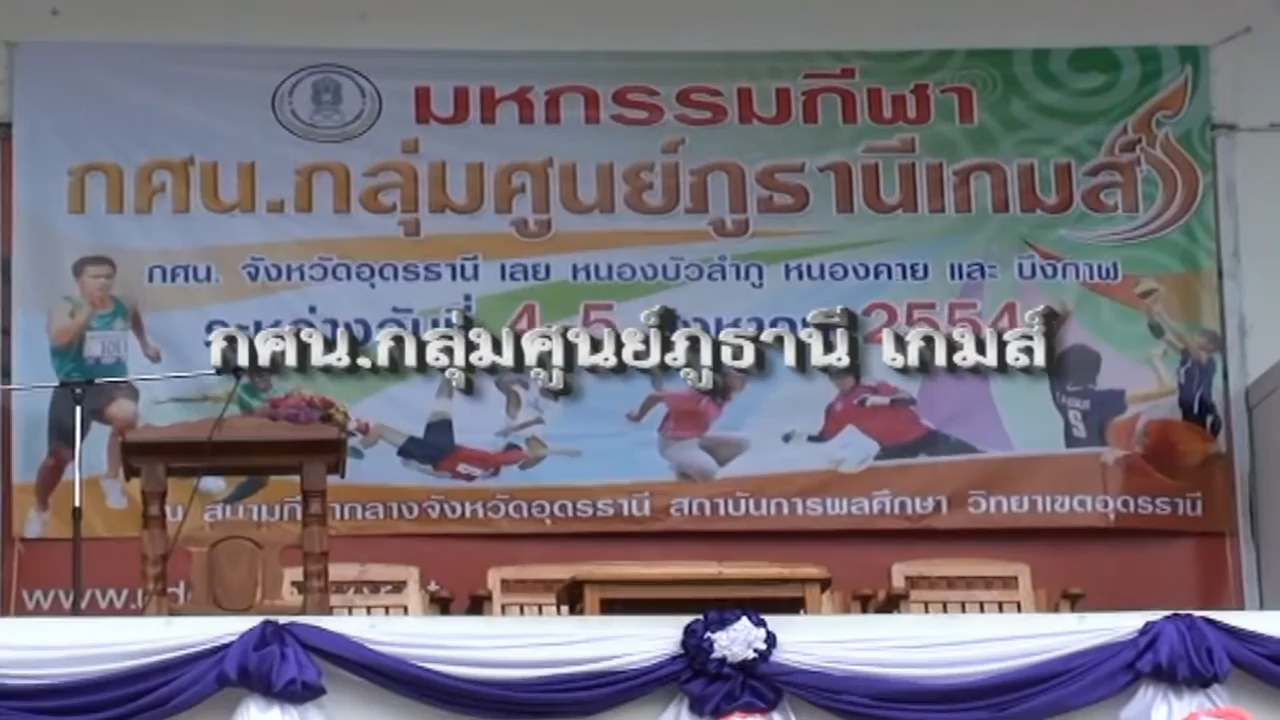 มหกรรมกีฬา
กศน.กลุ่มศูนย์ภูธานีเกมส์
กศน. จังหวัดอุดรธานี เลย หนองบัวลำภู หนองคาย และ บึงกาฬ
4-5 2554
กศน.กลุ่มศูนย์ภูธานี เกมส์
สนามกีฬากลางจังหวัดอุดรธานี สถาบันการพลศึกษา วิทยาเขตอุดรธานี
www.